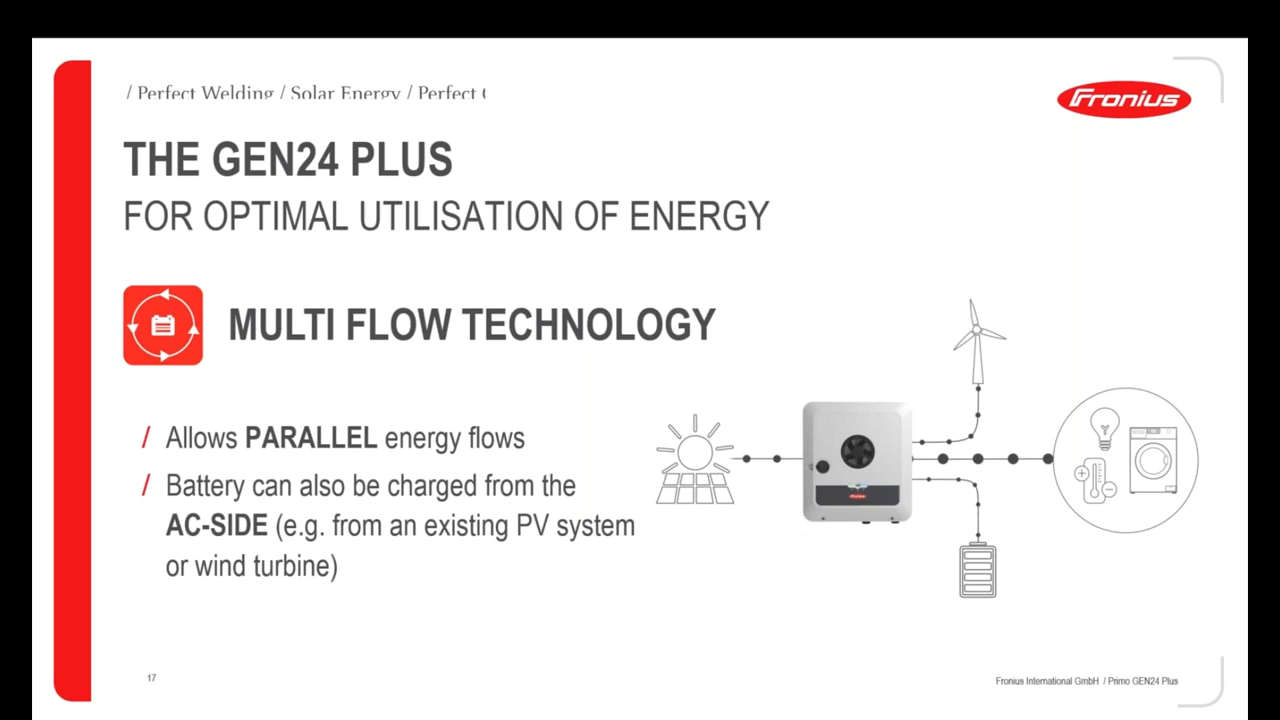 / Perfect Welding / Solar Energy / Perfect
Fronius
THE GEN24 PLUS
FOR OPTIMAL UTILISATION OF ENERGY
MULTI FLOW TECHNOLOGY
/ Allows PARALLEL energy flows
/ Battery can also be charged from the
AC-SIDE (e.g. from an existing PV system
or wind turbine)
17
Fronius International GmbH / Primo GEN24 Plus